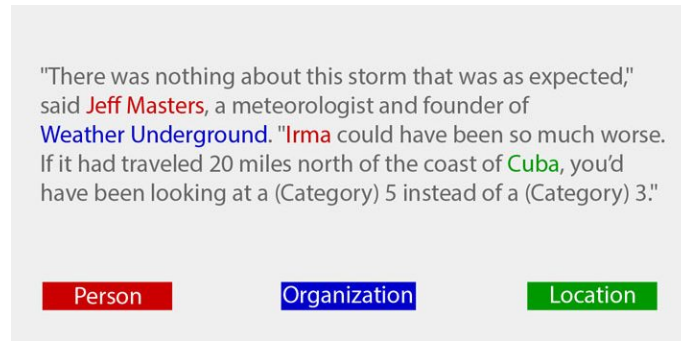 "There was nothing about this storm that was as expected,"
said Jeff Masters, a meteorologist and founder of
Weather Underground. "Irma could have been so much worse.
If it had traveled 20 miles north of the coast of Cuba, you'd
have been looking at a (Category) 5 instead of a (Category) 3."
Person Organization Location